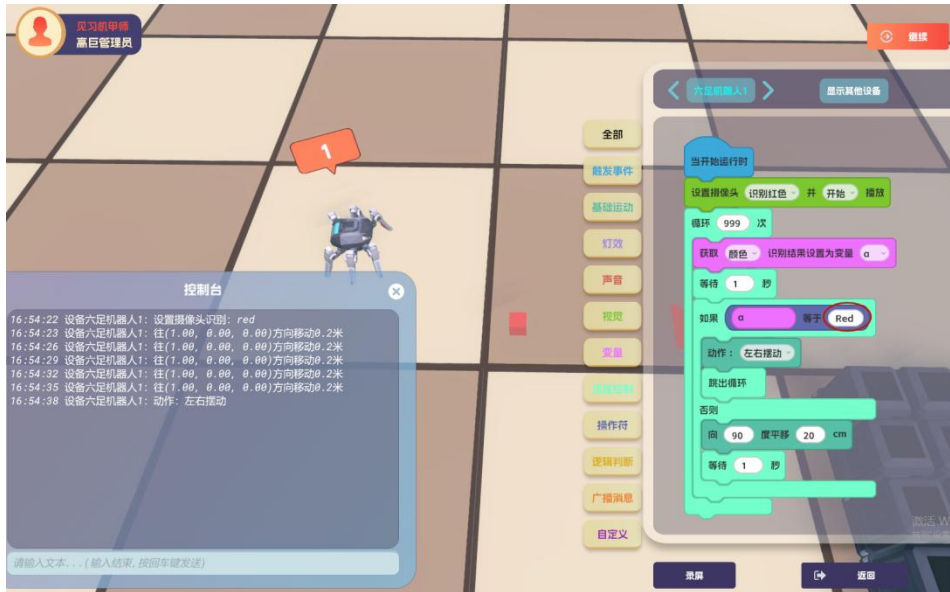 见习机甲师
高巨管理员
继续
六足机器人1
显示其他设备
1
全部
触发事件
基础运动
灯效
声音
视觉
变量
操作符
逻辑判断
广播消息
自定义
当开始运行时
设置摄像头 识别红色 并 开始 播放
循环 999 次
获取 颜色 识别结果设置为变量 a
等待 1 秒
如果 a 等于 Red
动作： 左右摆动
跳出循环
否则
向 90 度平移 20 cm
等待 1 秒
控制台
16:54:22 设备六足机器人1: 设置摄像头识别: red
16:54:23 设备六足机器人1: 往(1.00, 0.00, 0.00)方向移动0.2米
16:54:26 设备六足机器人1: 往(1.00, 0.00, 0.00)方向移动0.2米
16:54:29 设备六足机器人1: 往(1.00, 0.00, 0.00)方向移动0.2米
16:54:32 设备六足机器人1: 往(1.00, 0.00, 0.00)方向移动0.2米
16:54:35 设备六足机器人1: 往(1.00, 0.00, 0.00)方向移动0.2米
16:54:38 设备六足机器人1: 动作: 左右摆动
请输入文本...(输入结束,按回车键发送)
激活 W
录屏
返回